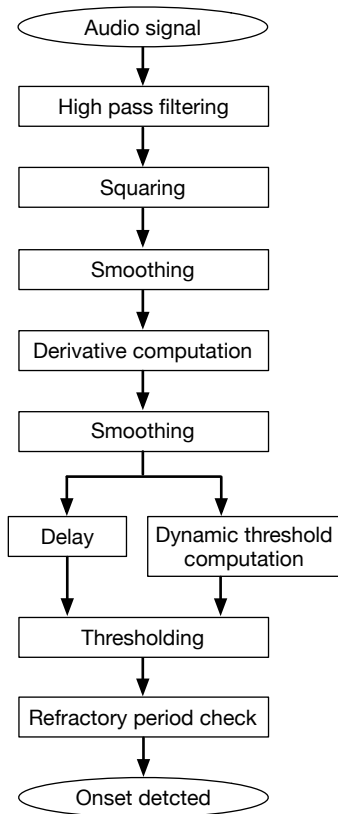 Audio signal
High pass filtering
Squaring
Smoothing
Derivative computation
Smoothing
Delay
Dynamic threshold
computation
Thresholding
Refractory period check
Onset detcted